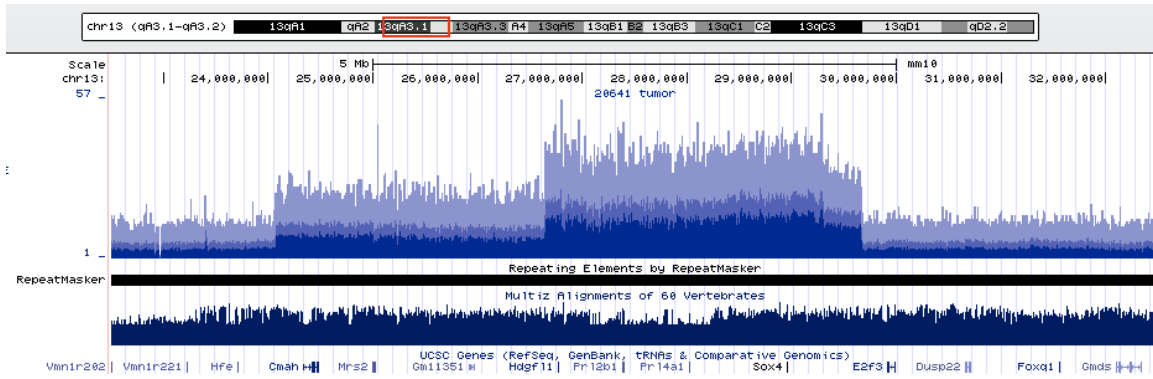 chr13 (qA3.1-qA3.2) 13qA1 qA2 13qA3.1 13qA3.3 A4 13qA5 13qB1 B2 13qB3 13qC1 C2 13qC3 13qD1 qD2.2
Scale 5 Mb mm10
chr13: 24,000,000 25,000,000 26,000,000 27,000,000 28,000,000 29,000,000 30,000,000 31,000,000 32,000,000
57 _ 20641 tumor
1 _
Repeating Elements by RepeatMasker
RepeatMasker
Multiz Alignments of 60 Vertebrates
UCSC Genes (RefSeq, GenBank, tRNAs & Comparative Genomics)
Vmn1r202 Vmn1r221 Hfe Cmah Mrs2 Gm11351 Hdgfl1 Prl2b1 Prl4a1 Sox4 E2f3 Dusp22 Foxq1 Gmds